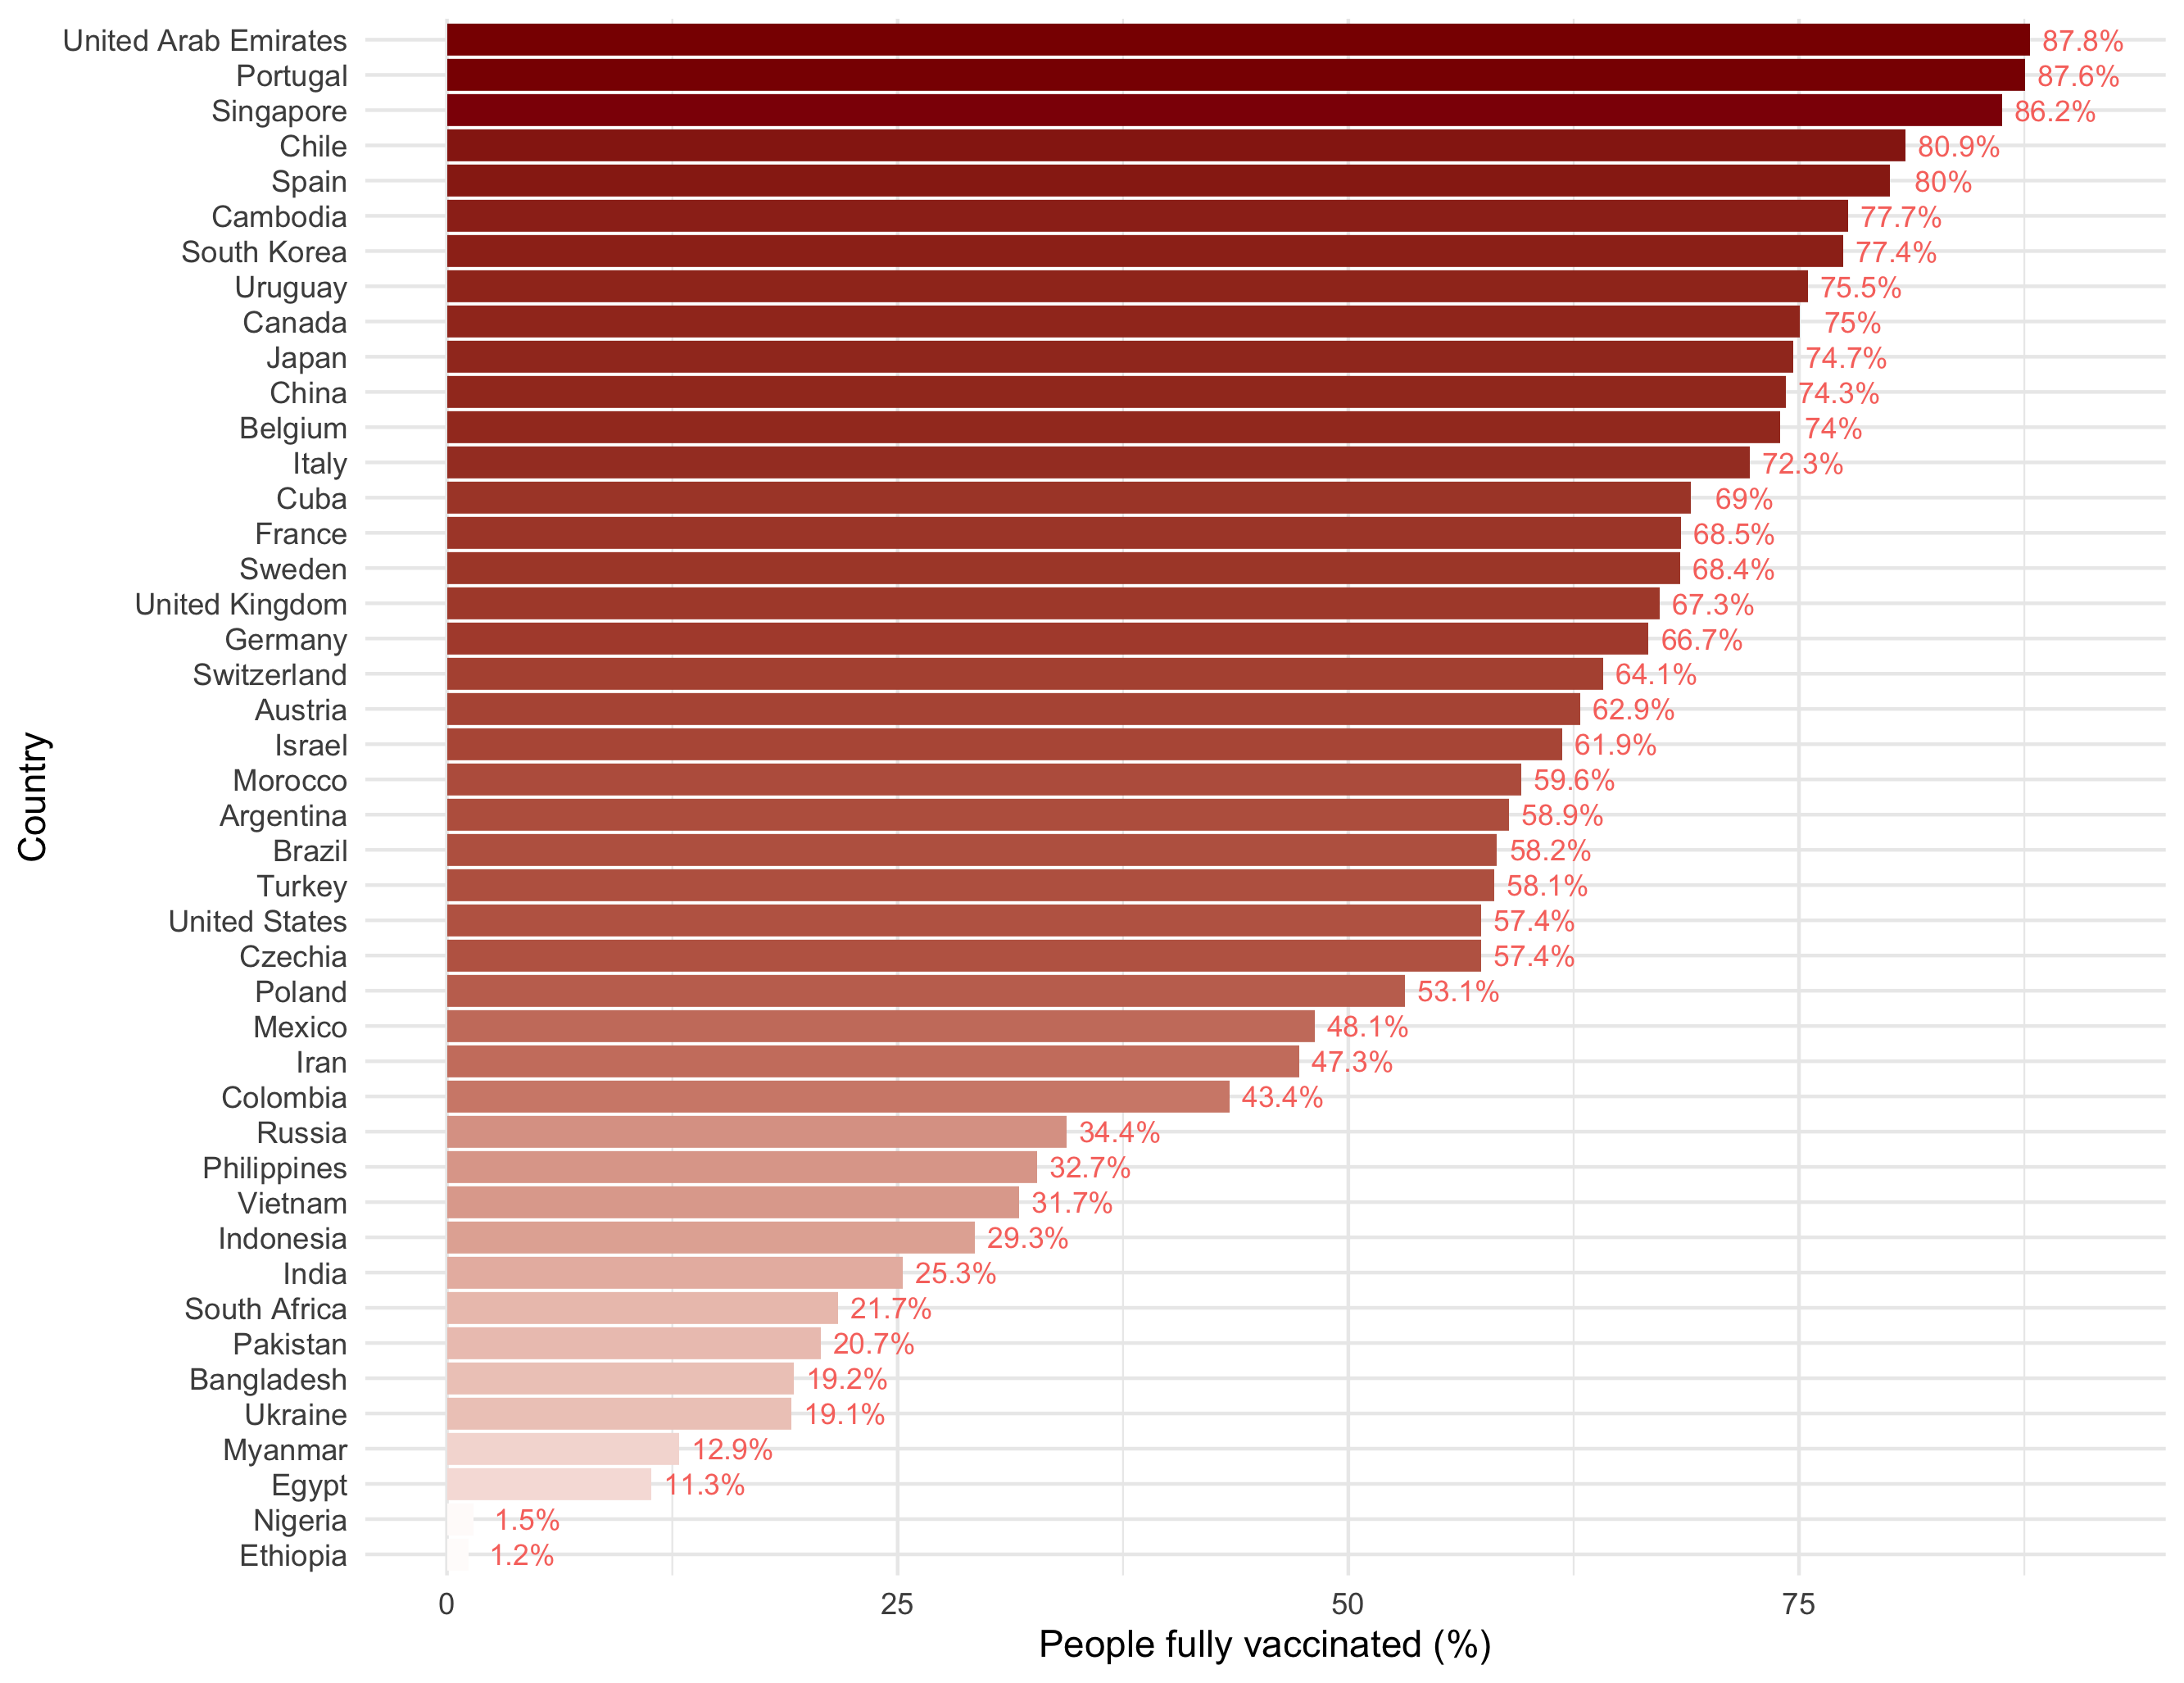 United Arab Emirates 87.8%
Portugal 87.6%
Singapore 86.2%
Chile 80.9%
Spain 80%
Cambodia 77.7%
South Korea 77.4%
Uruguay 75.5%
Canada 75%
Japan 74.7%
China 74.3%
Belgium 74%
Italy 72.3%
Cuba 69%
France 68.5%
Sweden 68.4%
United Kingdom 67.3%
Germany 66.7%
Switzerland 64.1%
Austria 62.9%
Israel 61.9%
Morocco 59.6%
Argentina 58.9%
Brazil 58.2%
Turkey 58.1%
United States 57.4%
Czechia 57.4%
Poland 53.1%
Mexico 48.1%
Iran 47.3%
Colombia 43.4%
Russia 34.4%
Philippines 32.7%
Vietnam 31.7%
Indonesia 29.3%
India 25.3%
South Africa 21.7%
Pakistan 20.7%
Bangladesh 19.2%
Ukraine 19.1%
Myanmar 12.9%
Egypt 11.3%
Nigeria 1.5%
Ethiopia 1.2%
Country
0 25 50 75
People fully vaccinated (%)